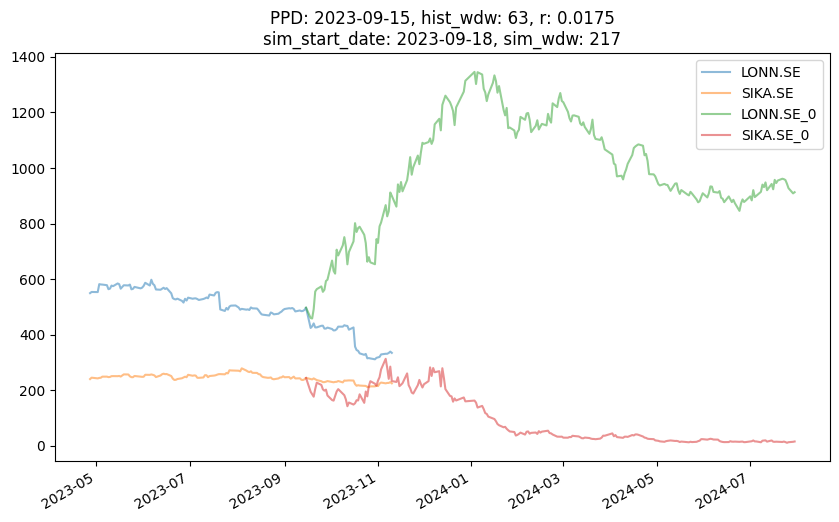 PPD: 2023-09-15, hist_wdw: 63, r: 0.0175
sim_start_date: 2023-09-18, sim_wdw: 217
1400
1200
1000
800
600
400
200
0
LONN.SE
SIKA.SE
LONN.SE_0
SIKA.SE_0
2023-05
2023-07
2023-09
2023-11
2024-01
2024-03
2024-05
2024-07